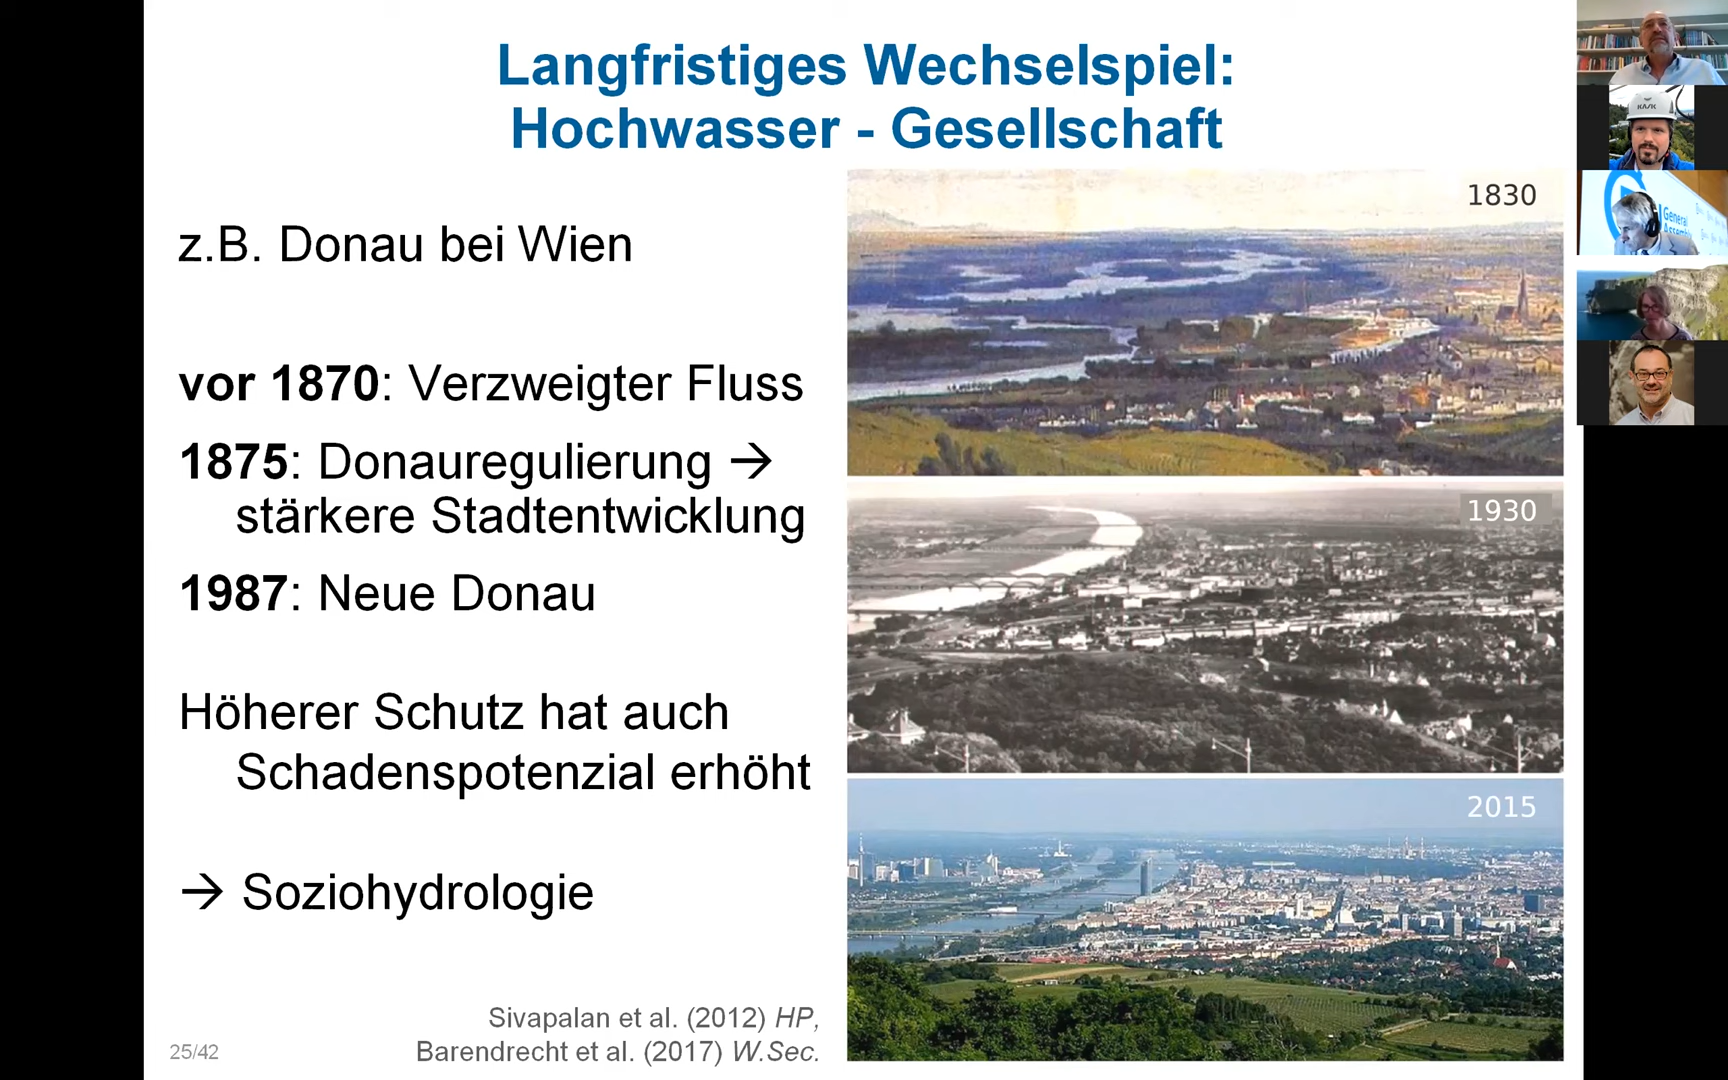 Langfristiges Wechselspiel:
Hochwasser - Gesellschaft
z.B. Donau bei Wien
vor 1870: Verzweigter Fluss
1875: Donauregulierung →
stärkere Stadtentwicklung
1987: Neue Donau
Höherer Schutz hat auch
Schadenspotenzial erhöht
→ Soziohydrologie
Sivapalan et al. (2012) HP,
Barendrecht et al. (2017) W.Sec.
25/42
1830
1930
2015
KASK
General